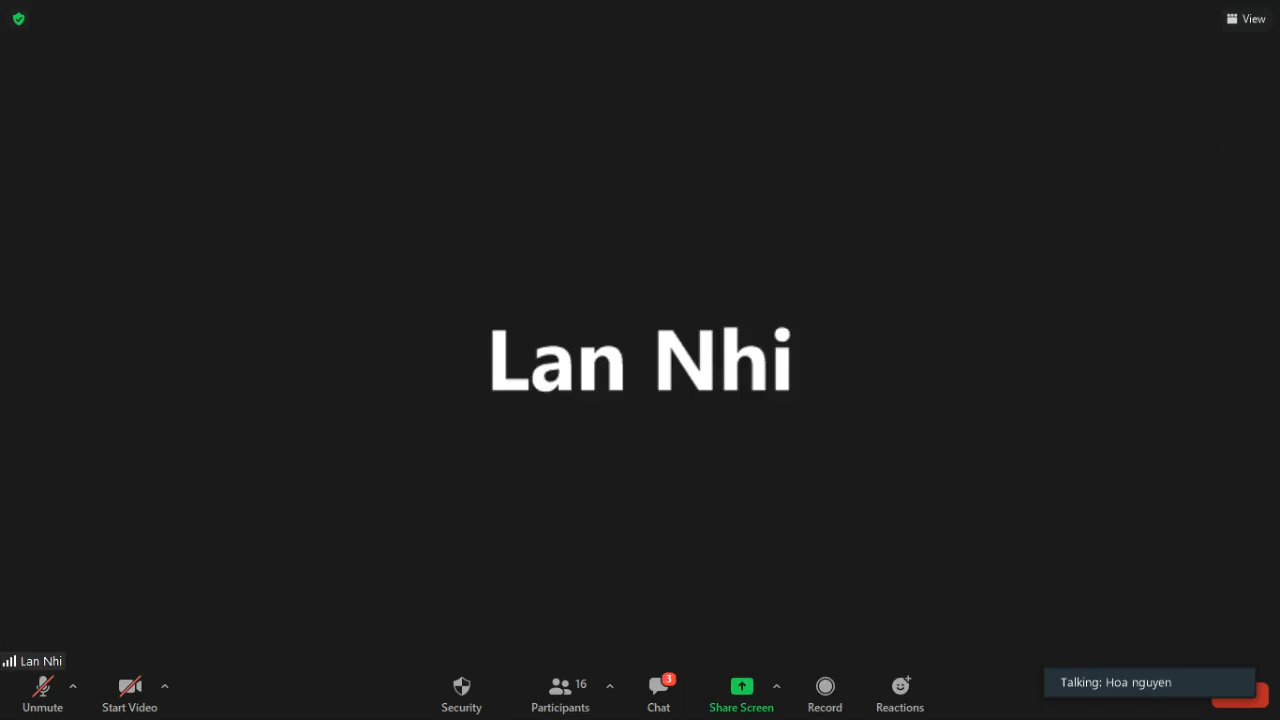 View
Lan Nhi
Lan Nhi
Unmute
Start Video
Security
16
Participants
3
Chat
Share Screen
Record
Reactions
Talking: Hoa nguyen